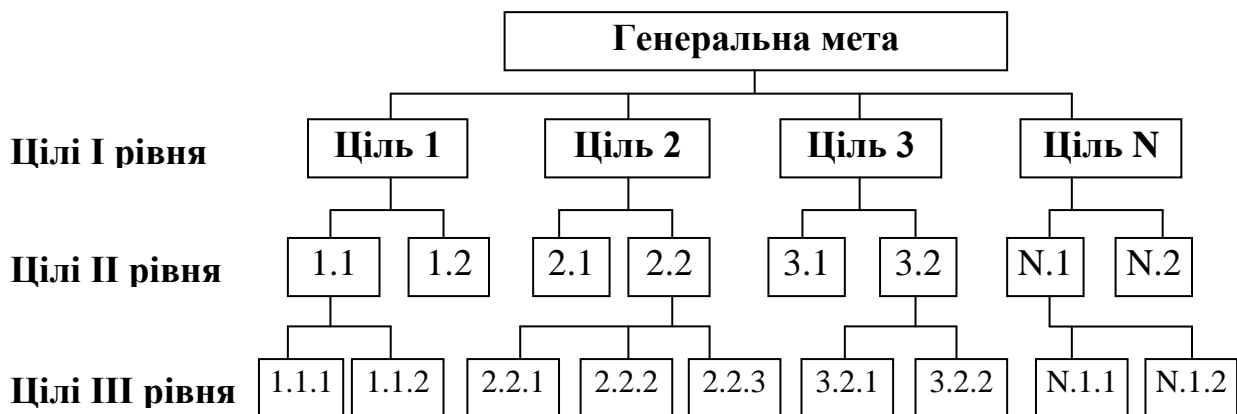 Генеральна мета
Цілі І рівня Ціль 1 Ціль 2 Ціль 3 Ціль N
Цілі ІІ рівня 1.1 1.2 2.1 2.2 3.1 3.2 N.1 N.2
Цілі ІІІ рівня 1.1.1 1.1.2 2.2.1 2.2.2 2.2.3 3.2.1 3.2.2 N.1.1 N.1.2